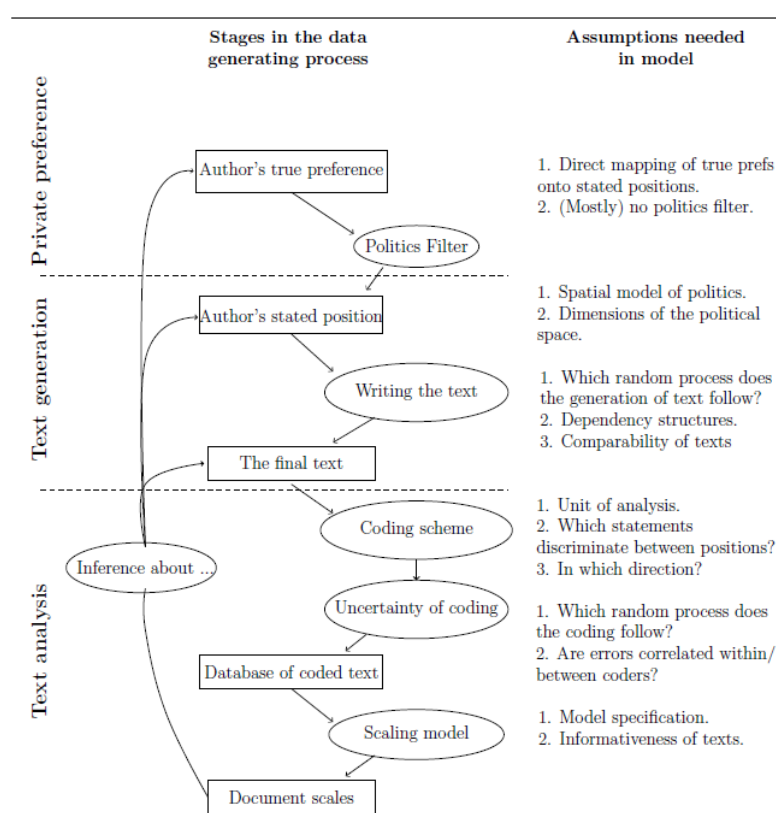 Stages in the data
generating process
Assumptions needed
in model
Private preference
Author's true preference
Politics Filter
1. Direct mapping of true prefs
onto stated positions.
2. (Mostly) no politics filter.
Text generation
Author's stated position
Writing the text
The final text
1. Spatial model of politics.
2. Dimensions of the political
space.
1. Which random process does
the generation of text follow?
2. Dependency structures.
3. Comparability of texts
Text analysis
Inference about ...
Coding scheme
Uncertainty of coding
Database of coded text
Scaling model
Document scales
1. Unit of analysis.
2. Which statements
discriminate between positions?
3. In which direction?
1. Which random process does
the coding follow?
2. Are errors correlated within/
between coders?
1. Model specification.
2. Informativeness of texts.